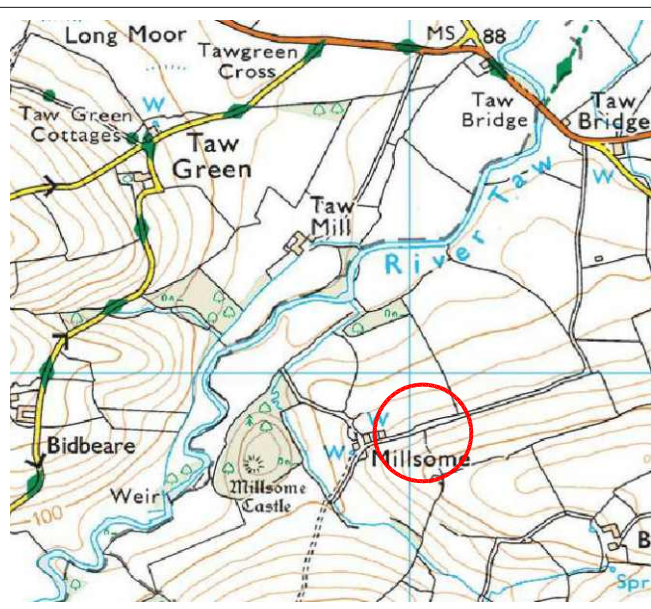 Long Moor
MS
88
Tawgreen
Cross
Taw Green
Cottages
W
Taw
Green
Taw
Bridge
Taw
Bridge
W
Taw
Mill
River Taw
Bidbeare
W
W
Millsome
Millsome
Castle
Weir
100
B
Spr